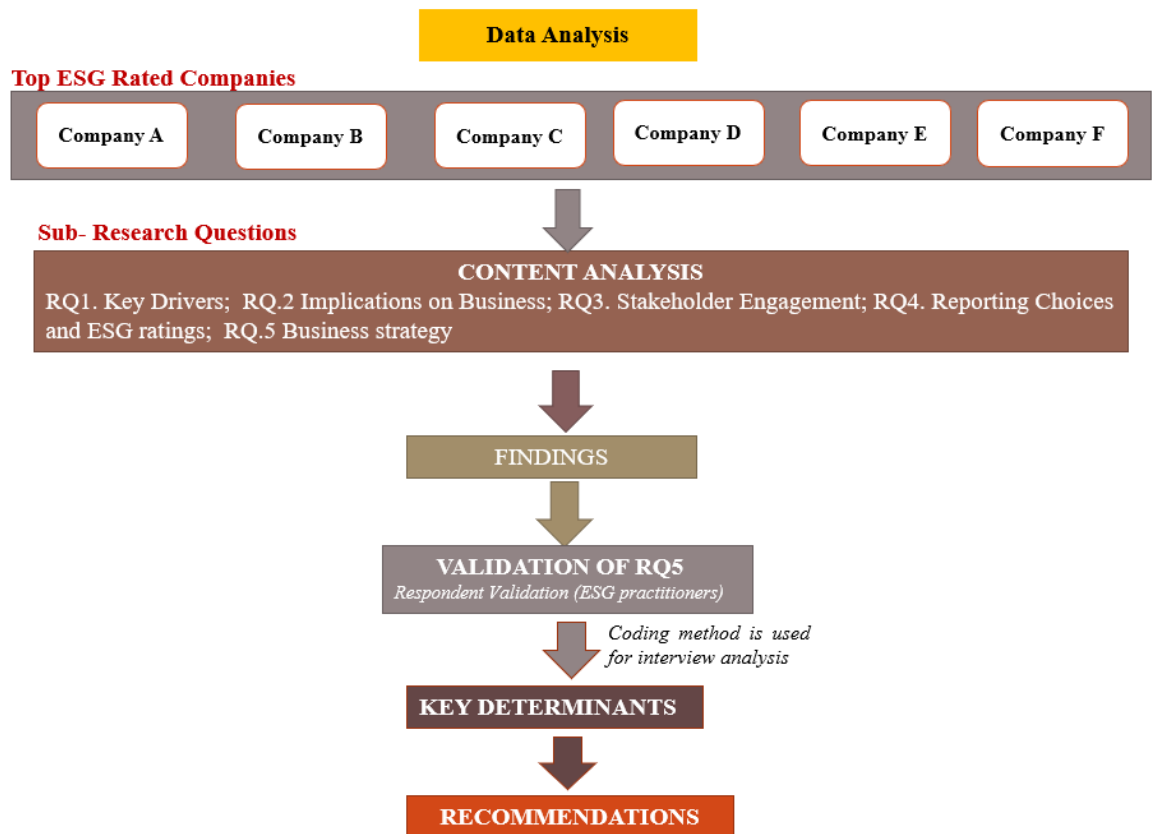 Data Analysis
Top ESG Rated Companies
Company A
Company B
Company C
Company D
Company E
Company F
Sub- Research Questions
CONTENT ANALYSIS
RQ1. Key Drivers; RQ.2 Implications on Business; RQ3. Stakeholder Engagement; RQ4. Reporting Choices
and ESG ratings; RQ.5 Business strategy
FINDINGS
VALIDATION OF RQ5
Respondent Validation (ESG practitioners)
Coding method is used
for interview analysis
KEY DETERMINANTS
RECOMMENDATIONS